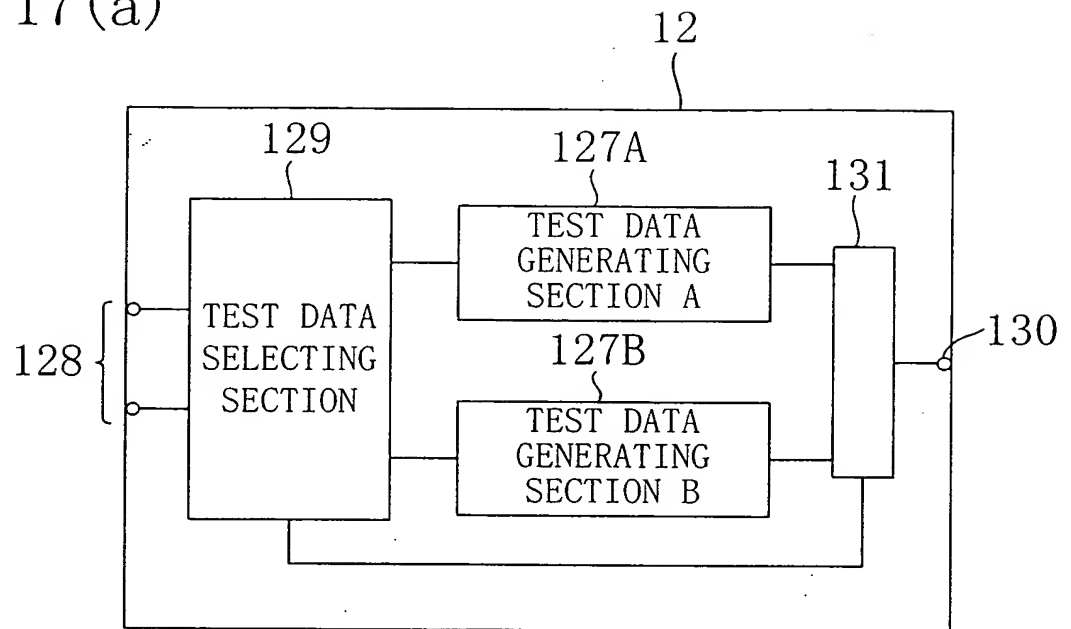 17(a)
12
129
127A
131
TEST DATA
GENERATING
SECTION A
TEST DATA
SELECTING
SECTION
128
130
127B
TEST DATA
GENERATING
SECTION B